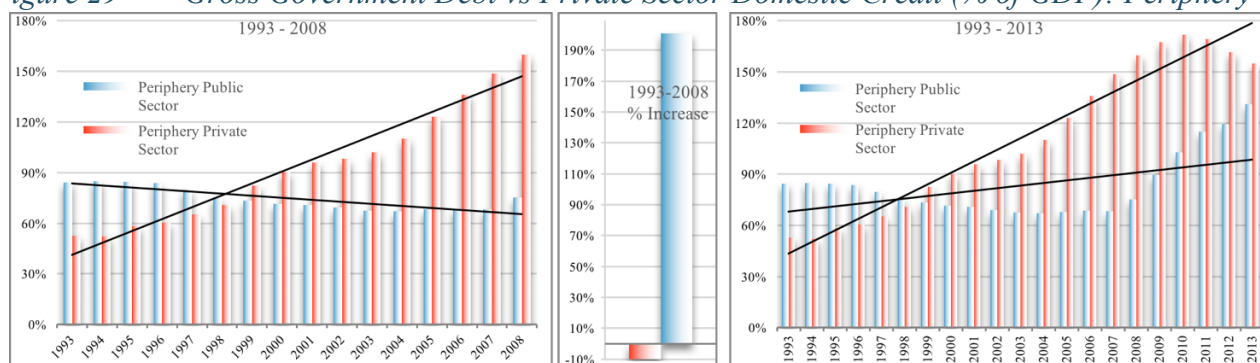 igure 29 Gross Government Debt vs Private Sector Domestic Credit (% of GDP): Periphery
1993 - 2008
180%
150%
120%
90%
60%
30%
0%
Periphery Public
Sector
Periphery Private
Sector
1993 1994 1995 1996 1997 1998 1999 2000 2001 2002 2003 2004 2005 2006 2007 2008
190%
170%
150%
130%
110%
90%
70%
50%
30%
10%
-10%
1993-2008
% Increase
1993 - 2013
180%
150%
120%
90%
60%
30%
0%
Periphery Public
Sector
Periphery Private
Sector
1993 1994 1995 1996 1997 1998 1999 2000 2001 2002 2003 2004 2005 2006 2007 2008 2009 2010 2011 2012